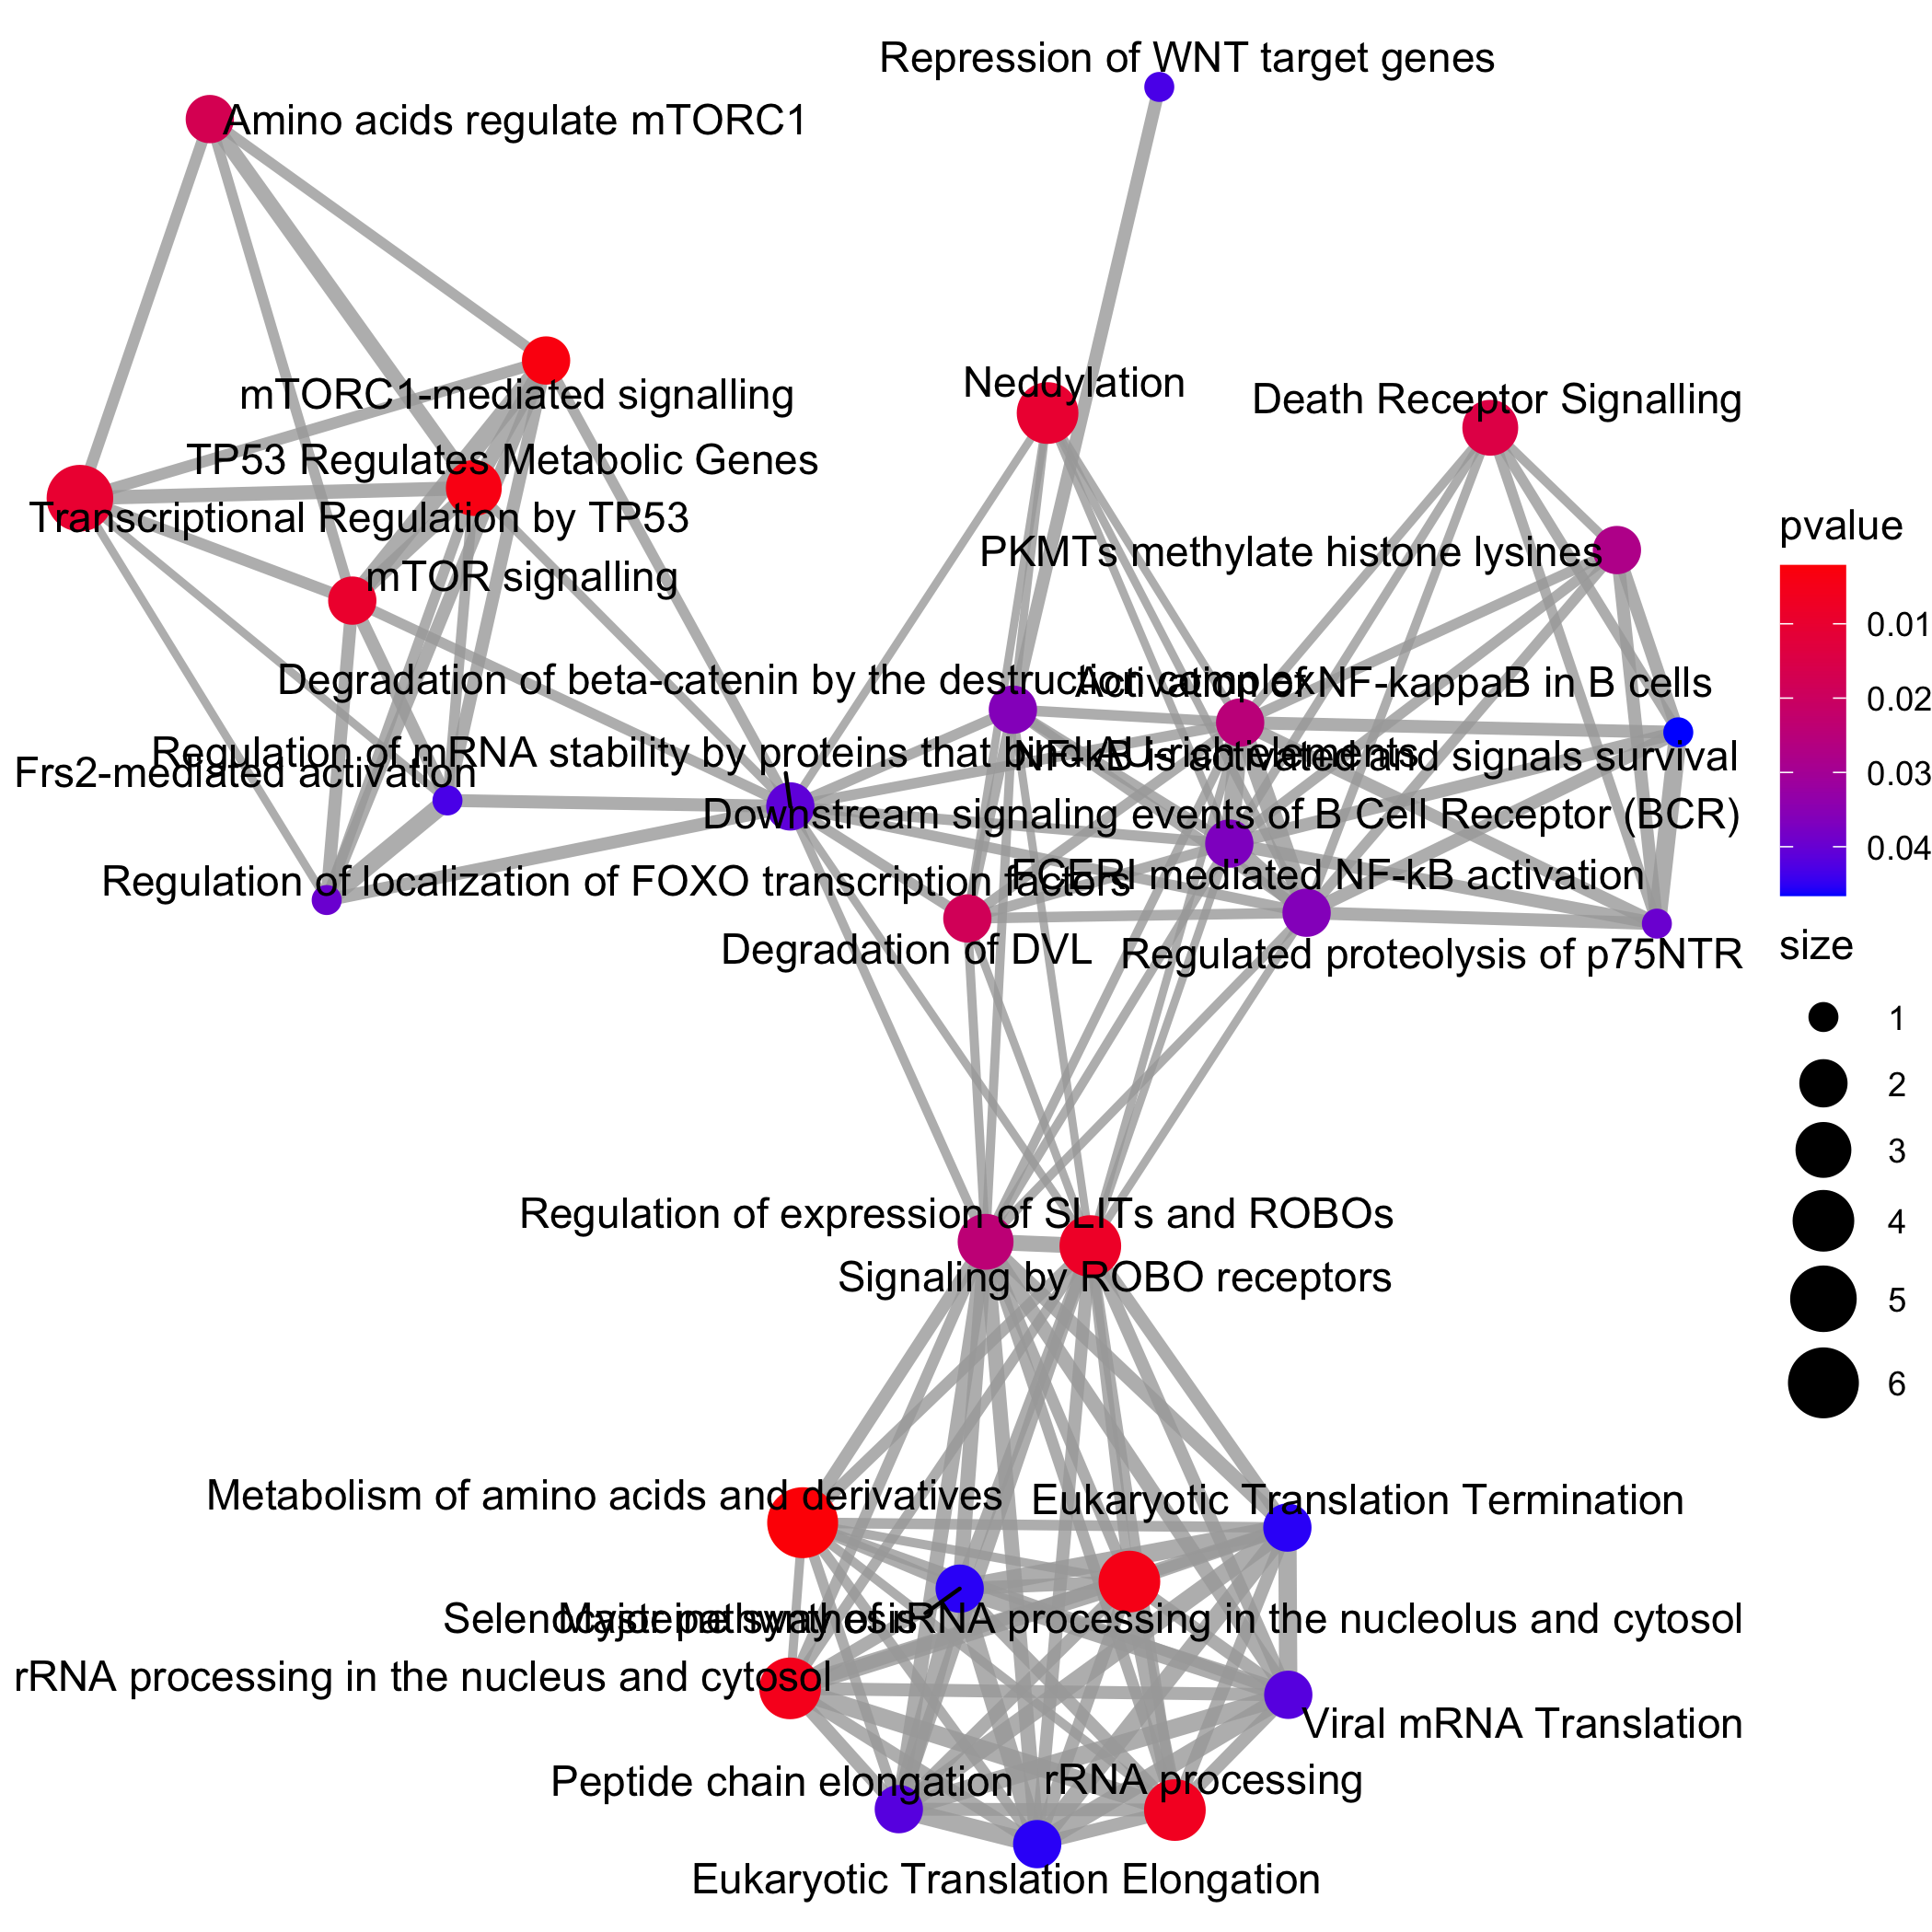 Repression of WNT target genes
Amino acids regulate mTORC1
Neddylation
mTORC1-mediated signalling
Death Receptor Signalling
TP53 Regulates Metabolic Genes
Transcriptional Regulation by TP53
pvalue
PKMTs methylate histone lysines
mTOR signalling
0.01
0.02
0.03
0.04
Degradation of beta-catenin by the destruction complex
Activation of NF-kappaB in B cells
Regulation of mRNA stability by proteins that bind AU-rich elements
NF-kB is activated and signals survival
Frs2-mediated activation
Downstream signaling events of B Cell Receptor (BCR)
FCERI mediated NF-kB activation
Regulation of localization of FOXO transcription factors
Degradation of DVL
Regulated proteolysis of p75NTR
size
1
2
3
4
5
6
Regulation of expression of SLITs and ROBOs
Signaling by ROBO receptors
Metabolism of amino acids and derivatives
Eukaryotic Translation Termination
Selenocysteine synthesis
Major pathway of rRNA processing in the nucleolus and cytosol
rRNA processing in the nucleus and cytosol
Viral mRNA Translation
Peptide chain elongation
rRNA processing
Eukaryotic Translation Elongation